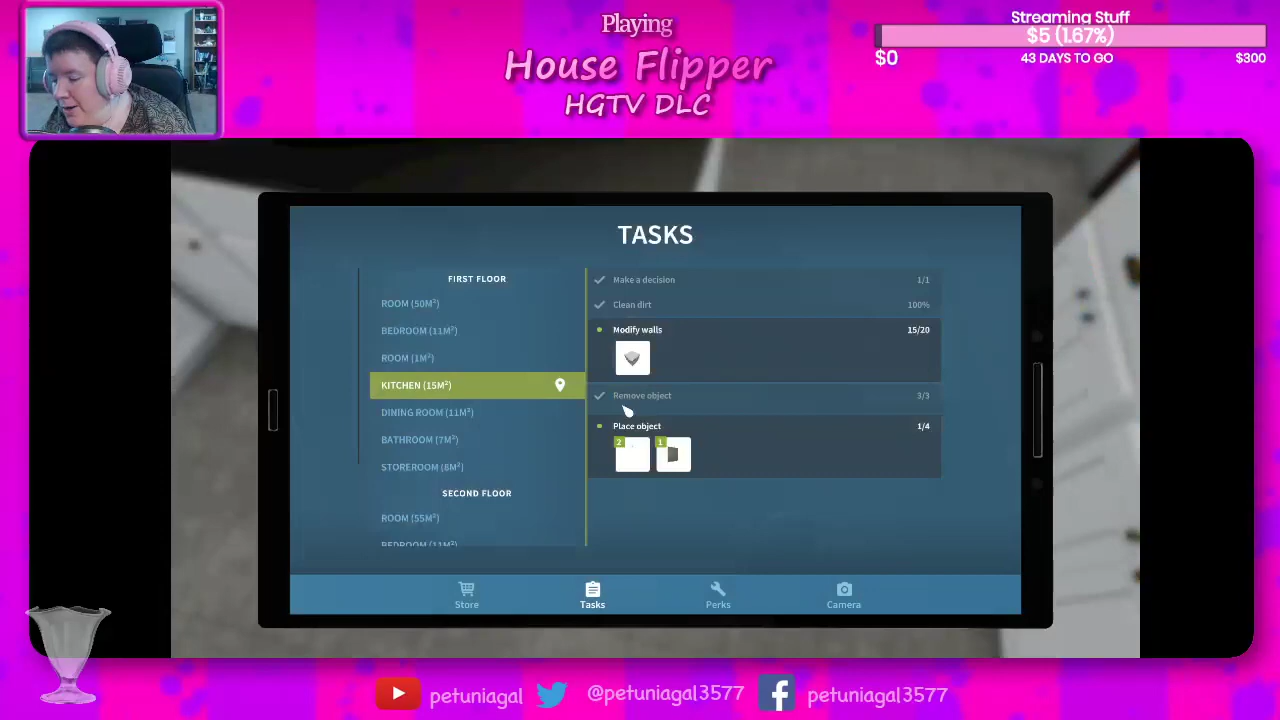 Playing
House Flipper
HGTV DLC
Streaming Stuff
$5 (1.67%)
$0
43 DAYS TO GO
$300
TASKS
FIRST FLOOR
ROOM (50M²)
BEDROOM (11M²)
ROOM (1M²)
KITCHEN (15M²)
DINING ROOM (11M²)
BATHROOM (7M²)
STOREROOM (8M²)
SECOND FLOOR
ROOM (55M²)
BEDROOM (11M²)
Make a decision 1/1
Clean dirt 100%
Modify walls 15/20
Remove object 3/3
Place object 1/4
2 1
Store Tasks Perks Camera
petuniagal @petuniagal3577 petuniagal3577